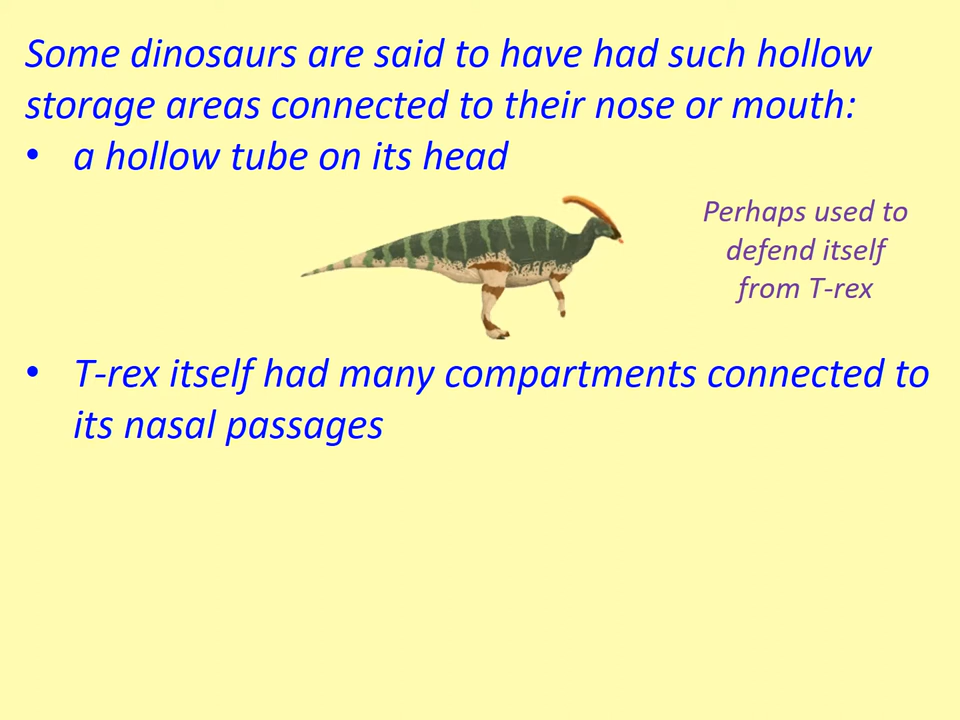 Some dinosaurs are said to have had such hollow
storage areas connected to their nose or mouth:
• a hollow tube on its head
Perhaps used to
defend itself
from T-rex
• T-rex itself had many compartments connected to
its nasal passages